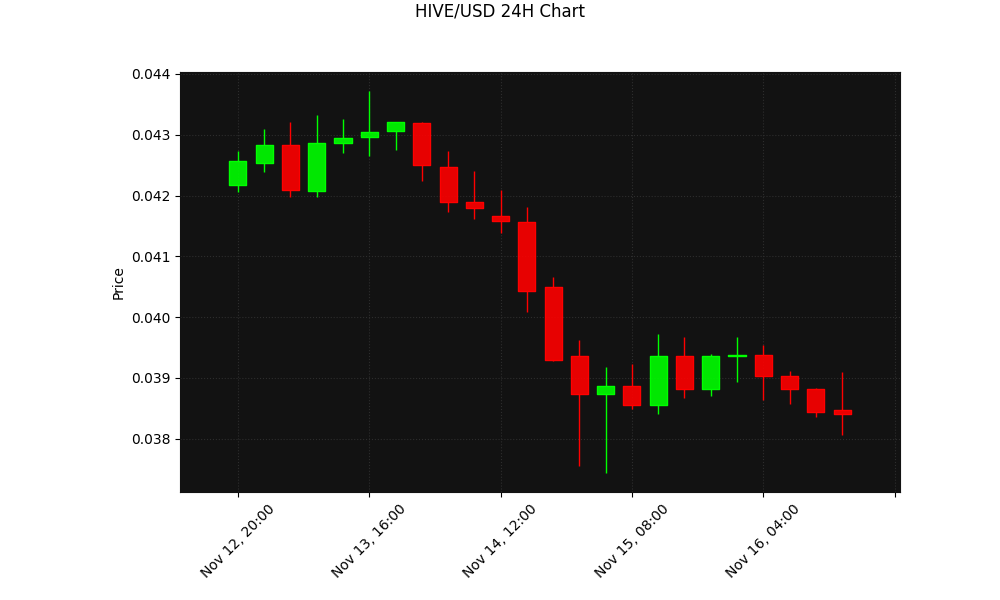 HIVE/USD 24H Chart
0.044
0.043
0.042
0.041
0.040
0.039
0.038
Price
Nov 12, 20:00
Nov 13, 16:00
Nov 14, 12:00
Nov 15, 08:00
Nov 16, 04:00